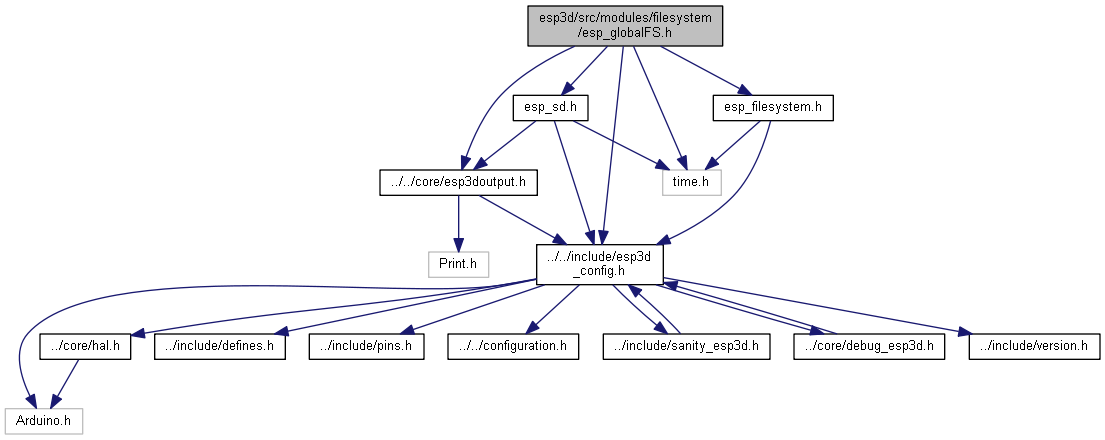 esp3d/src/modules/filesystem
/esp_globalFS.h
esp_sd.h
esp_filesystem.h
../../core/esp3doutput.h
time.h
Print.h
../../include/esp3d
_config.h
../core/hal.h
../include/defines.h
../include/pins.h
../../configuration.h
../include/sanity_esp3d.h
../core/debug_esp3d.h
../include/version.h
Arduino.h